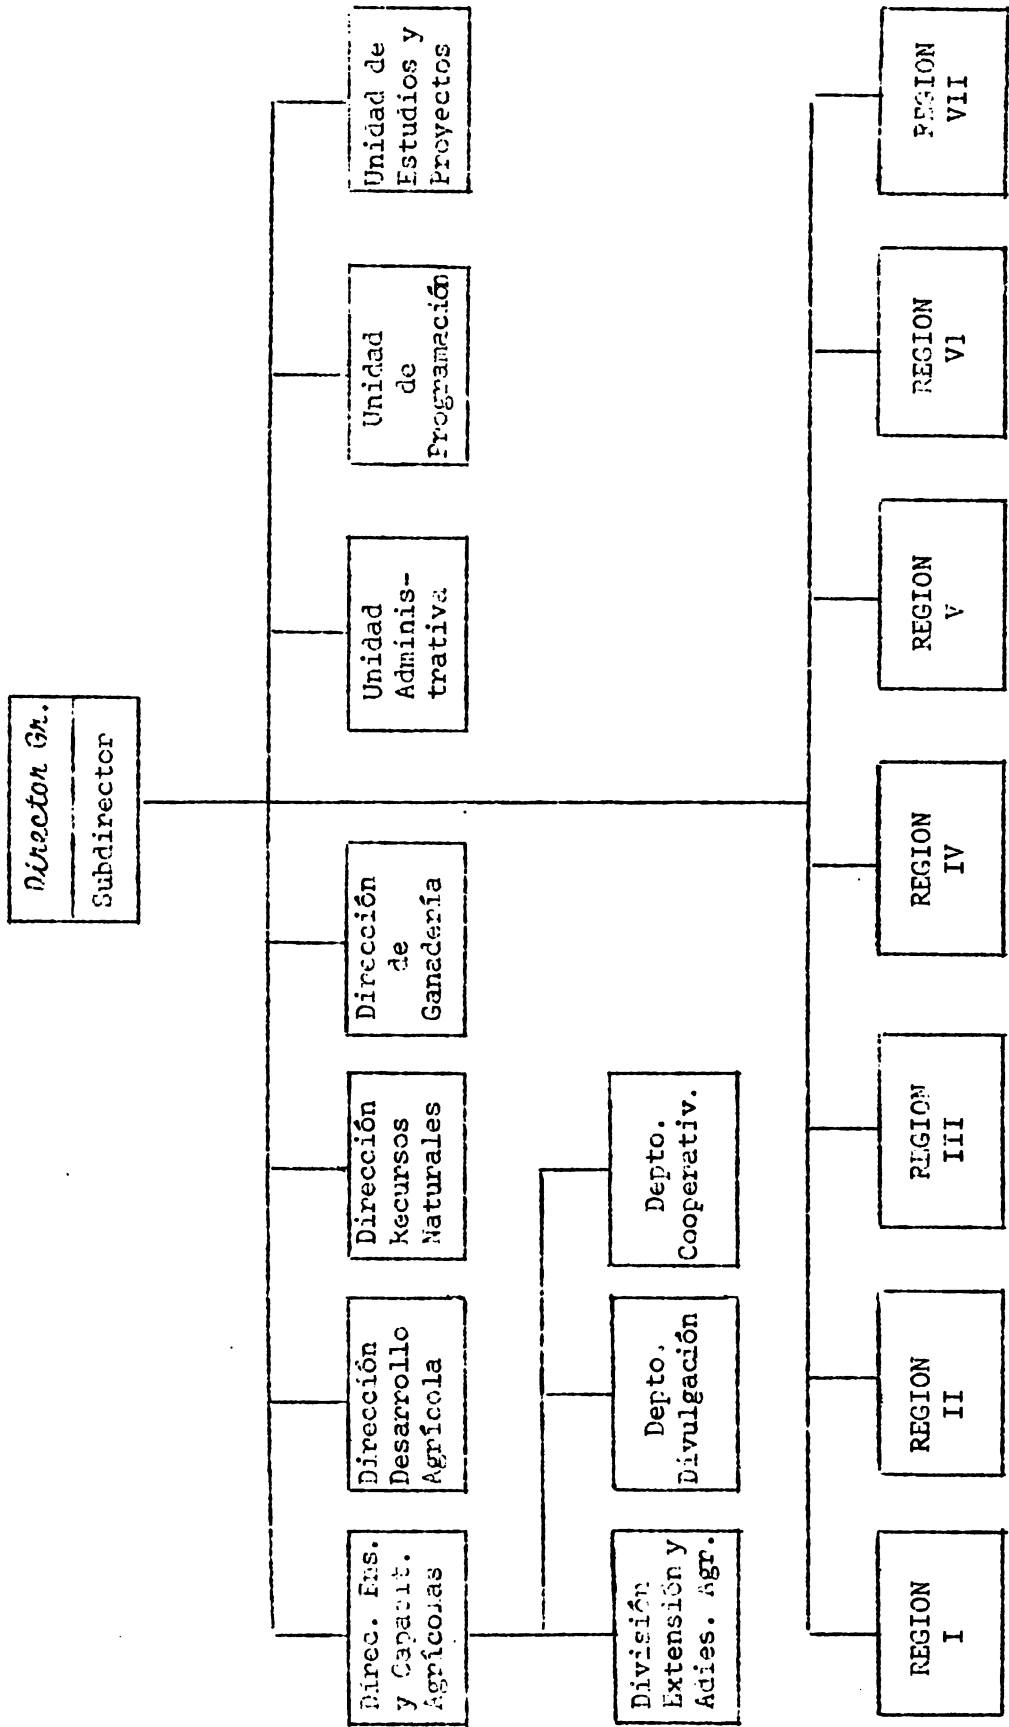 Director Gr.
Subdirector
Direc. Ens.
y Capacit.
Agrícolas
Dirección
Desarrollo
Agrícola
Dirección
Recursos
Naturales
Dirección
de
Ganadería
Unidad
Adminis-
trativa
Unidad
de
Programación
Unidad de
Estudios y
Proyectos
División
Extensión y
Adies. Agr.
Depto.
Divulgación
Depto.
Cooperativ.
REGION
I
REGION
II
REGION
III
REGION
IV
REGION
V
REGION
V1
REGION
VII